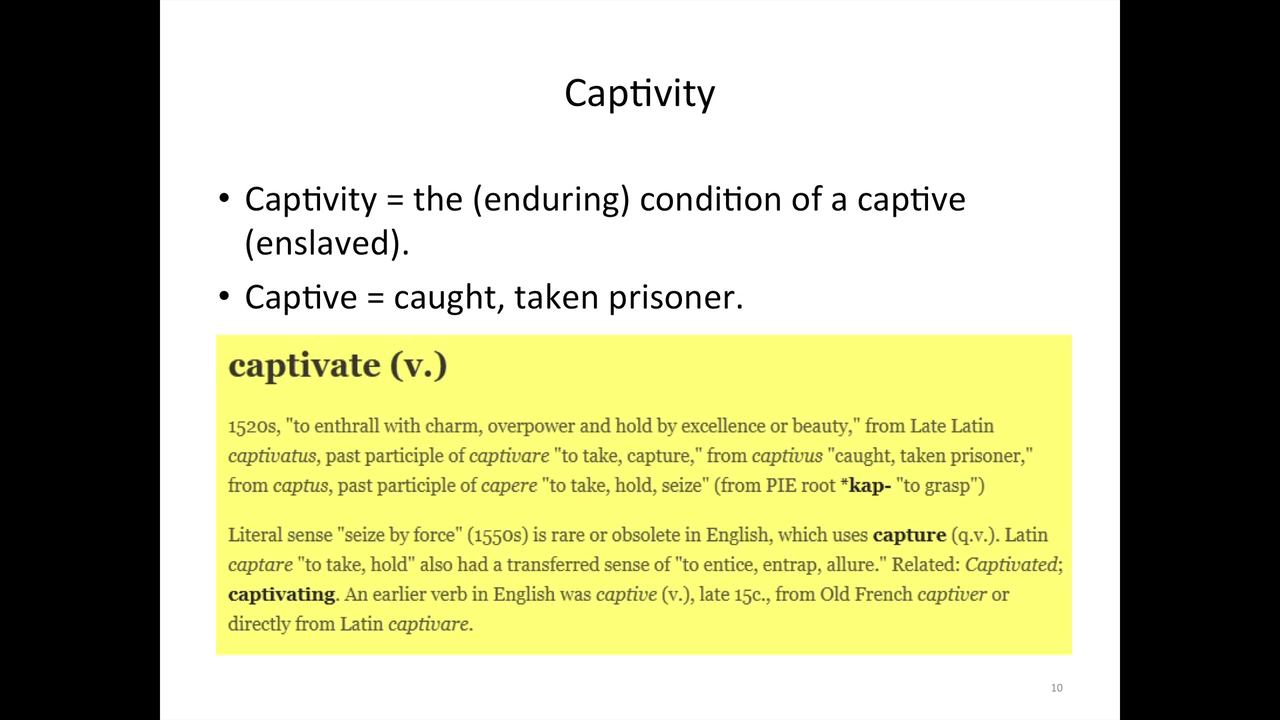 Captivity
• Captivity = the (enduring) condition of a captive
(enslaved).
• Captive = caught, taken prisoner.
captivate (v.)
1520s, "to enthrall with charm, overpower and hold by excellence or beauty," from Late Latin
captivatus, past participle of captivare "to take, capture," from captivus "caught, taken prisoner,"
from captus, past participle of capere "to take, hold, seize" (from PIE root *kap- "to grasp")
Literal sense "seize by force" (1550s) is rare or obsolete in English, which uses capture (q.v.). Latin
captare "to take, hold" also had a transferred sense of "to entice, entrap, allure." Related: Captivated;
captivating. An earlier verb in English was captive (v.), late 15c., from Old French captiver or
directly from Latin captivare.
10